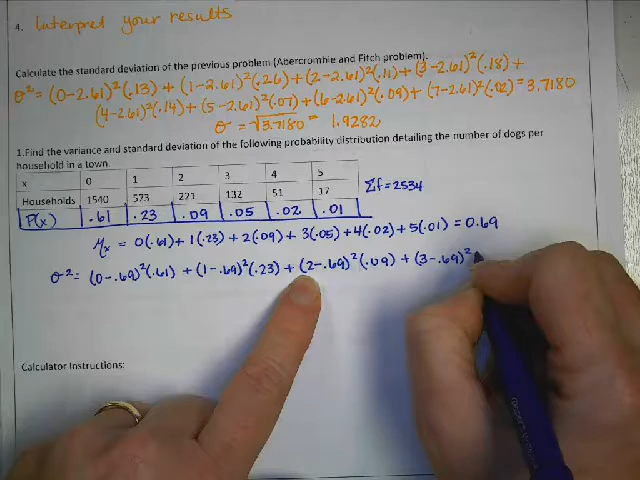 4. Interpret your results
Calculate the standard deviation of the previous problem (Abercrombie and Fitch problem).
σ² = (0-2.61)²(.13) + (1-2.61)²(.26) + (2-2.61)²(.11) + (3-2.61)²(.18) +
(4-2.61)²(.14) + (5-2.61)²(.07) + (6-2.61)²(.09) + (7-2.61)²(.02) = 3.7180
σ = √3.7180 = 1.9282
1.Find the variance and standard deviation of the following probability distribution detailing the number of dogs per
household in a town.
x 0 1 2 3 4 5
Households 1540 573 221 132 51 17 Σf = 2534
P(x) .61 .23 .09 .05 .02 .01
μx = 0(.61) + 1(.23) + 2(.09) + 3(.05) + 4(.02) + 5(.01) = 0.69
σ² = (0-.69)²(.61) + (1-.69)²(.23) + (2-.69)²(.09) + (3-.69)²
Calculator Instructions: